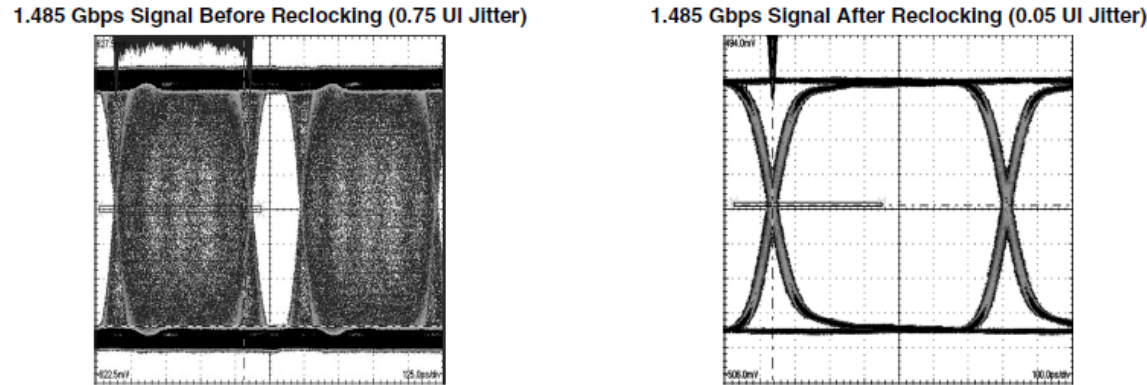 1.485 Gbps Signal Before Reclocking (0.75 UI Jitter)
1.485 Gbps Signal After Reclocking (0.05 UI Jitter)
494.0mV
-622.5mV
125.0ps/div
-506.0mV
100.0ps/div